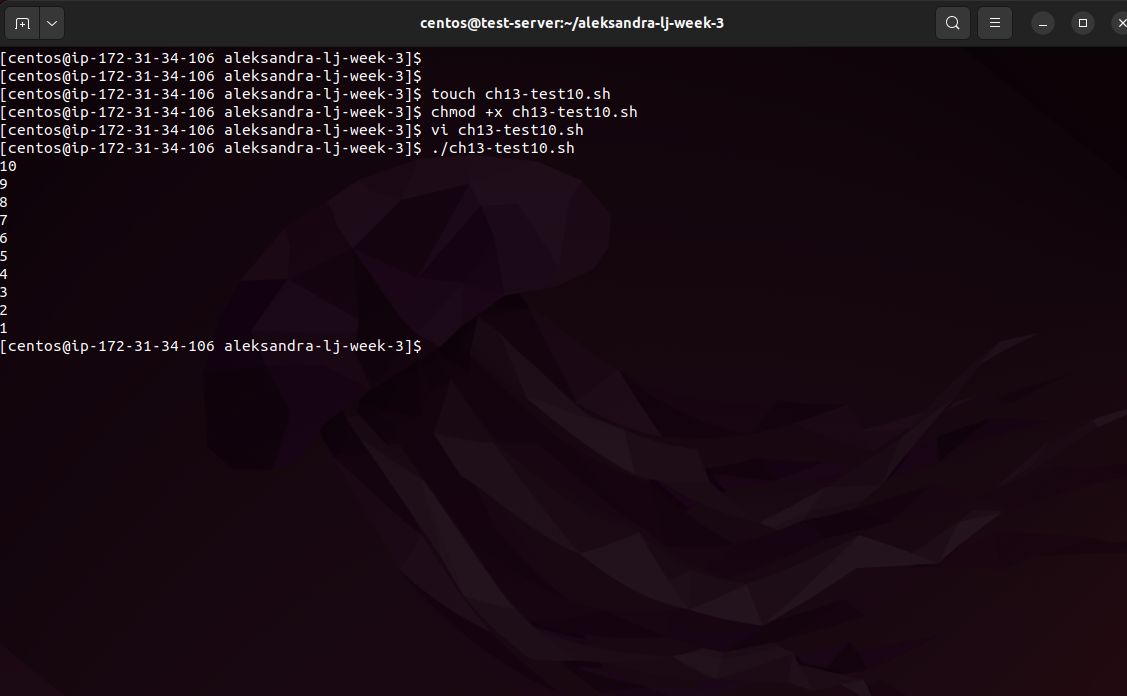 centos@test-server:~/aleksandra-lj-week-3
[centos@ip-172-31-34-106 aleksandra-lj-week-3]$
[centos@ip-172-31-34-106 aleksandra-lj-week-3]$
[centos@ip-172-31-34-106 aleksandra-lj-week-3]$ touch ch13-test10.sh
[centos@ip-172-31-34-106 aleksandra-lj-week-3]$ chmod +x ch13-test10.sh
[centos@ip-172-31-34-106 aleksandra-lj-week-3]$ vi ch13-test10.sh
[centos@ip-172-31-34-106 aleksandra-lj-week-3]$ ./ch13-test10.sh
10
9
8
7
6
5
4
3
2
1
[centos@ip-172-31-34-106 aleksandra-lj-week-3]$